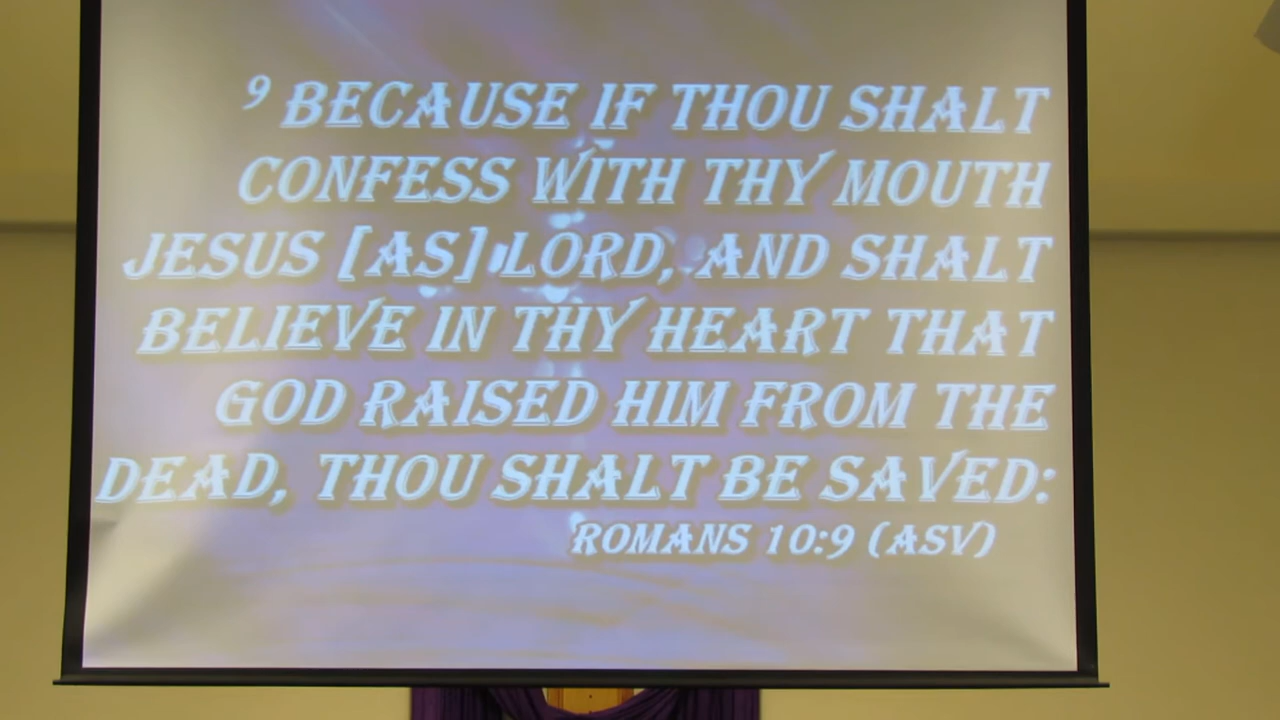 9 BECAUSE IF THOU SHALT
CONFESS WITH THY MOUTH
JESUS [AS] LORD, AND SHALT
BELIEVE IN THY HEART THAT
GOD RAISED HIM FROM THE
DEAD, THOU SHALT BE SAVED:
ROMANS 10:9 (ASV)